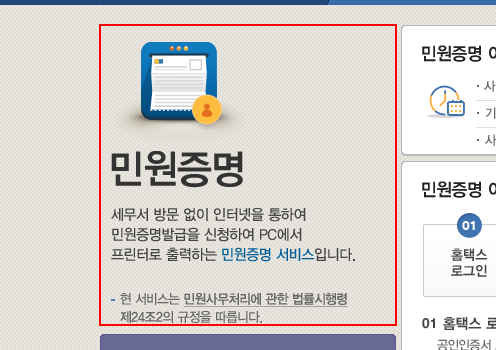 민원증명
세무서 방문 없이 인터넷을 통하여
민원증명발급을 신청하여 PC에서
프린터로 출력하는 민원증명 서비스입니다.
- 현 서비스는 민원사무처리에 관한 법률시행령
제24조2의 규정을 따릅니다.
민원증명 이
· 사
· 기
· 사
민원증명 이
01
홈택스
로그인
01 홈택스 로
공인인증서